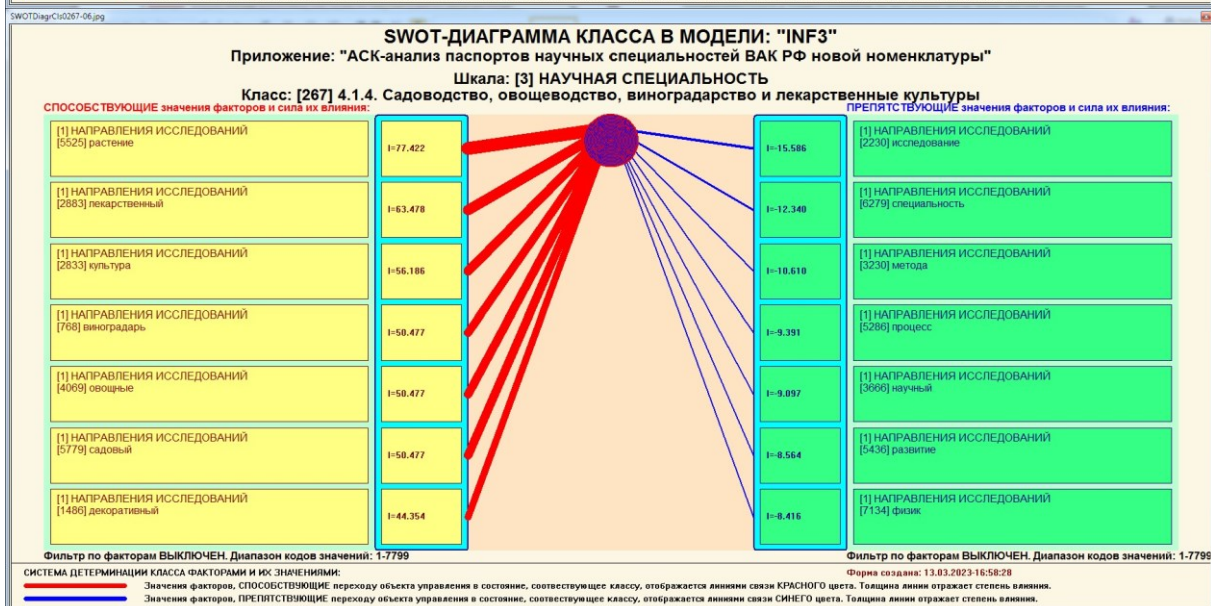 SWOTDiagrCls0267-06.jpg
SWOT-ДИАГРАММА КЛАССА В МОДЕЛИ: "INF3"
Приложение: "АСК-анализ паспортов научных специальностей ВАК РФ новой номенклатуры"
Шкала: [3] НАУЧНАЯ СПЕЦИАЛЬНОСТЬ
Класс: [267] 4.1.4. Садоводство, овощеводство, виноградарство и лекарственные культуры
СПОСОБСТВУЮЩИЕ значения факторов и сила их влияния:
ПРЕПЯТСТВУЮЩИЕ значения факторов и сила их влияния:
[1] НАПРАВЛЕНИЯ ИССЛЕДОВАНИЙ
[5525] растение
I=77.422
I=-15.586
[1] НАПРАВЛЕНИЯ ИССЛЕДОВАНИЙ
[2230] исследование
[1] НАПРАВЛЕНИЯ ИССЛЕДОВАНИЙ
[2883] лекарственный
I=63.478
I=-12.340
[1] НАПРАВЛЕНИЯ ИССЛЕДОВАНИЙ
[6279] специальность
[1] НАПРАВЛЕНИЯ ИССЛЕДОВАНИЙ
[2833] культура
I=56.186
I=-10.610
[1] НАПРАВЛЕНИЯ ИССЛЕДОВАНИЙ
[3230] метода
[1] НАПРАВЛЕНИЯ ИССЛЕДОВАНИЙ
[768] виноградарь
I=50.477
I=-9.391
[1] НАПРАВЛЕНИЯ ИССЛЕДОВАНИЙ
[5286] процесс
[1] НАПРАВЛЕНИЯ ИССЛЕДОВАНИЙ
[4069] овощные
I=50.477
I=-9.097
[1] НАПРАВЛЕНИЯ ИССЛЕДОВАНИЙ
[3666] научный
[1] НАПРАВЛЕНИЯ ИССЛЕДОВАНИЙ
[5779] садовый
I=50.477
I=-8.564
[1] НАПРАВЛЕНИЯ ИССЛЕДОВАНИЙ
[5436] развитие
[1] НАПРАВЛЕНИЯ ИССЛЕДОВАНИЙ
[1486] декоративный
I=44.354
I=-8.416
[1] НАПРАВЛЕНИЯ ИССЛЕДОВАНИЙ
[7134] физик
Фильтр по факторам ВЫКЛЮЧЕН. Диапазон кодов значений: 1-7799
Фильтр по факторам ВЫКЛЮЧЕН. Диапазон кодов значений: 1-7799
СИСТЕМА ДЕТЕРМИНАЦИИ КЛАССА ФАКТОРАМИ И ИХ ЗНАЧЕНИЯМИ:
Форма создана: 13.03.2023-16:58:28
Значения факторов, СПОСОБСТВУЮЩИЕ переходу объекта управления в состояние, соотвествующее классу, отображается линиями связи КРАСНОГО цвета. Толщина линии отражает степень влияния.
Значения факторов, ПРЕПЯТСТВУЮЩИЕ переходу объекта управления в состояние, соотвествующее классу, отображается линиями связи СИНЕГО цвета. Толщина линии отражает степень влияния.